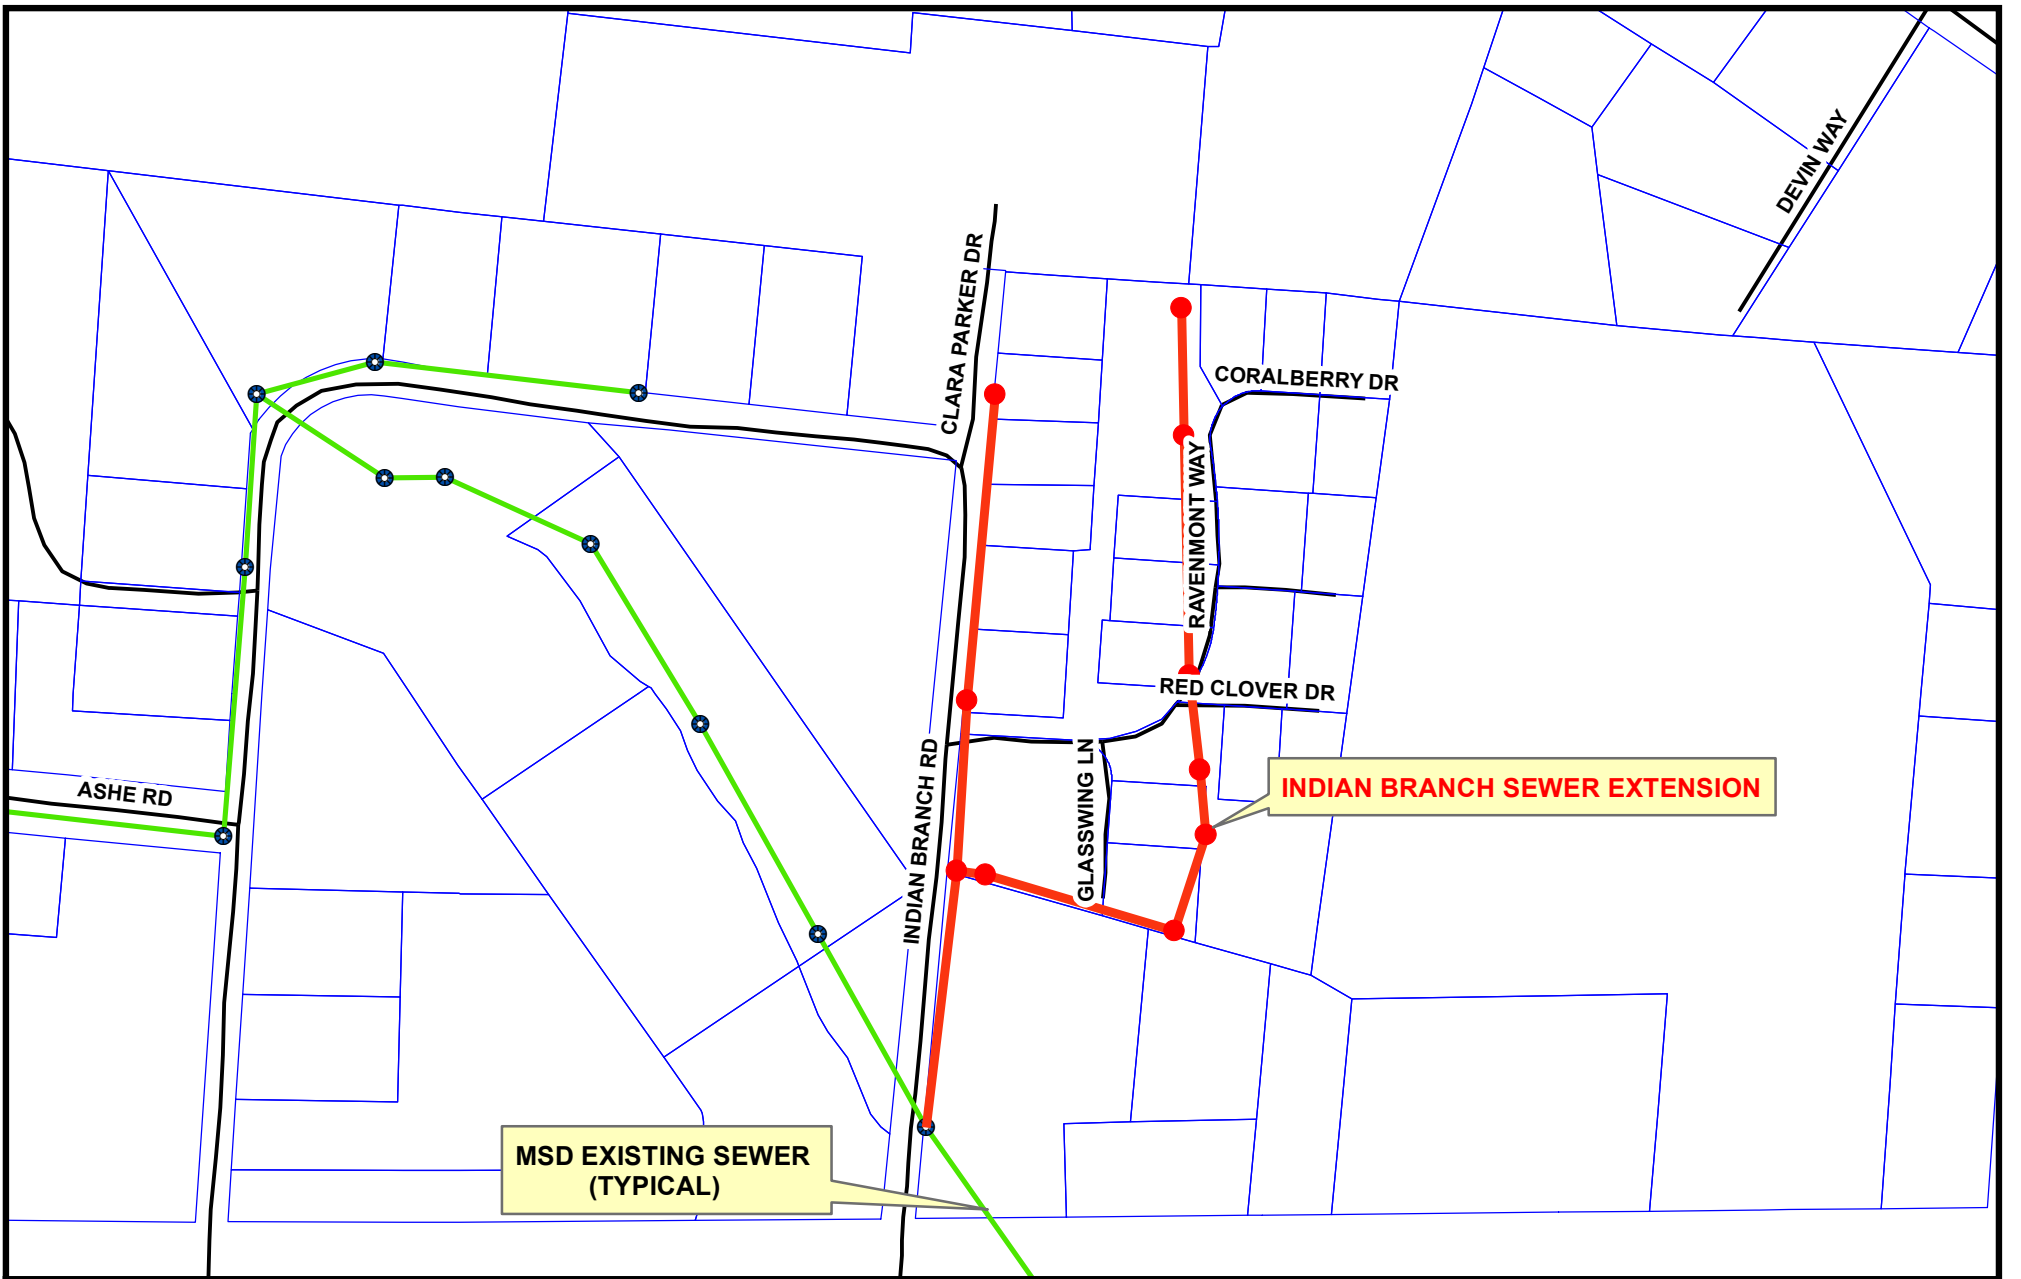 DEVIN WAY
CLARA PARKER DR
CORALBERRY DR
RAVENMONT WAY
RED CLOVER DR
INDIAN BRANCH RD
GLASSWING LN
INDIAN BRANCH SEWER EXTENSION
ASHE RD
MSD EXISTING SEWER
(TYPICAL)